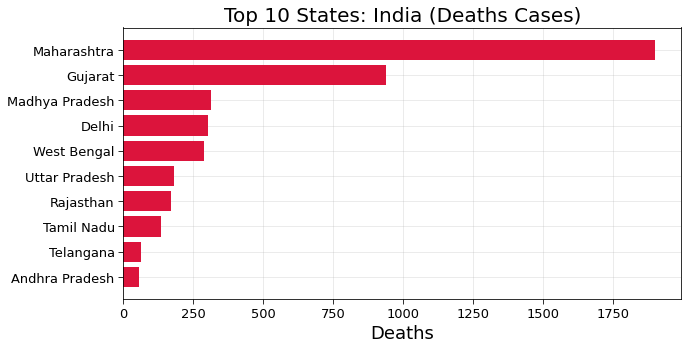 Top 10 States: India (Deaths Cases)
Maharashtra
Gujarat
Madhya Pradesh
Delhi
West Bengal
Uttar Pradesh
Rajasthan
Tamil Nadu
Telangana
Andhra Pradesh
0 250 500 750 1000 1250 1500 1750
Deaths